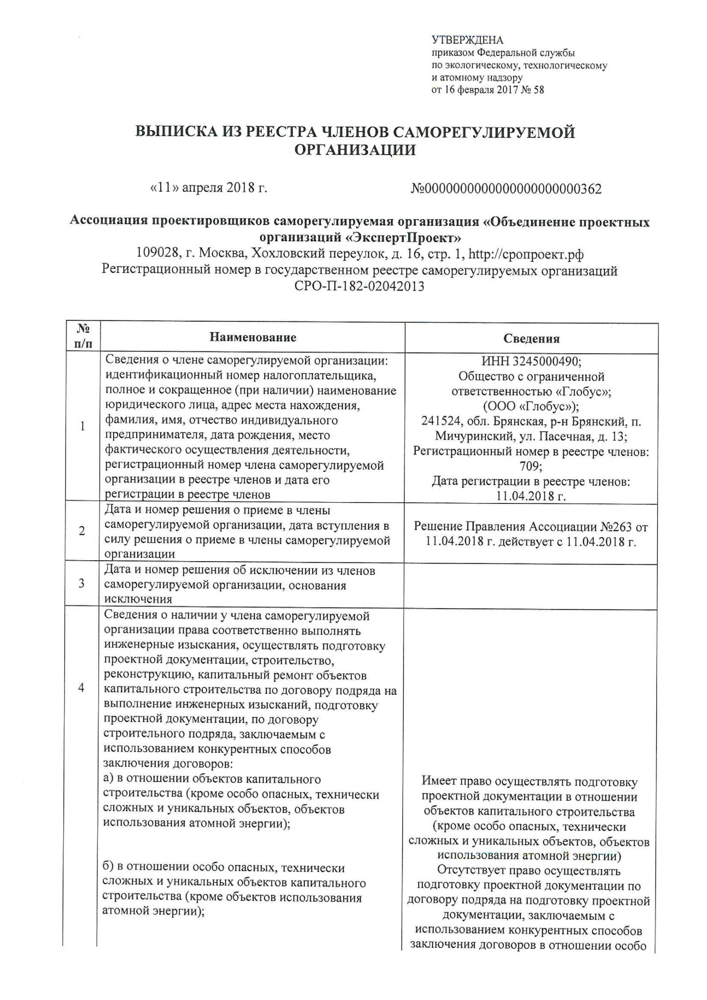 УТВЕРЖДЕНА
приказом Федеральной службы
по экологическому, технологическому
и атомному надзору
от 16 февраля 2017 № 58
ВЫПИСКА ИЗ РЕЕСТРА ЧЛЕНОВ САМОРЕГУЛИРУЕМОЙ
ОРГАНИЗАЦИИ
«11» апреля 2018 г.
№0000000000000000000000362
Ассоциация проектировщиков саморегулируемая организация «Объединение проектных
организаций «ЭкспертПроект»
109028, г. Москва, Хохловский переулок, д. 16, стр. 1, http://сропроект.рф
Регистрационный номер в государственном реестре саморегулируемых организаций
СРО-П-182-02042013
№
п/п
Наименование
Сведения
1
Сведения о члене саморегулируемой организации:
идентификационный номер налогоплательщика,
полное и сокращенное (при наличии) наименование
юридического лица, адрес места нахождения,
фамилия, имя, отчество индивидуального
предпринимателя, дата рождения, место
фактического осуществления деятельности,
регистрационный номер члена саморегулируемой
организации в реестре членов и дата его
регистрации в реестре членов
ИНН 3245000490;
Общество с ограниченной
ответственностью «Глобус»;
(ООО «Глобус»);
241524, обл. Брянская, р-н Брянский, п.
Мичуринский, ул. Пасечная, д. 13;
Регистрационный номер в реестре членов:
709;
Дата регистрации в реестре членов:
11.04.2018 г.
2
Дата и номер решения о приеме в члены
саморегулируемой организации, дата вступления в
силу решения о приеме в члены саморегулируемой
организации
Решение Правления Ассоциации №263 от
11.04.2018 г. действует с 11.04.2018 г.
3
Дата и номер решения об исключении из членов
саморегулируемой организации, основания
исключения
4
Сведения о наличии у члена саморегулируемой
организации права соответственно выполнять
инженерные изыскания, осуществлять подготовку
проектной документации, строительство,
реконструкцию, капитальный ремонт объектов
капитального строительства по договору подряда на
выполнение инженерных изысканий, подготовку
проектной документации, по договору
строительного подряда, заключаемым с
использованием конкурентных способов
заключения договоров:
а) в отношении объектов капитального
строительства (кроме особо опасных, технически
сложных и уникальных объектов, объектов
использования атомной энергии);
б) в отношении особо опасных, технически
сложных и уникальных объектов капитального
строительства (кроме объектов использования
атомной энергии);
Имеет право осуществлять подготовку
проектной документации в отношении
объектов капитального строительства
(кроме особо опасных, технически
сложных и уникальных объектов, объектов
использования атомной энергии)
Отсутствует право осуществлять
подготовку проектной документации по
договору подряда на подготовку проектной
документации, заключаемым с
использованием конкурентных способов
заключения договоров в отношении особо